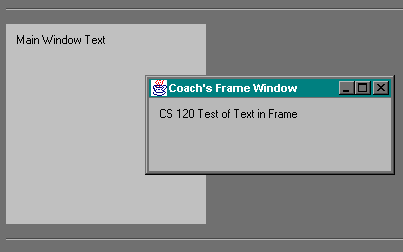 Main Window Text
Coach's Frame Window
CS 120 Test of Text in Frame